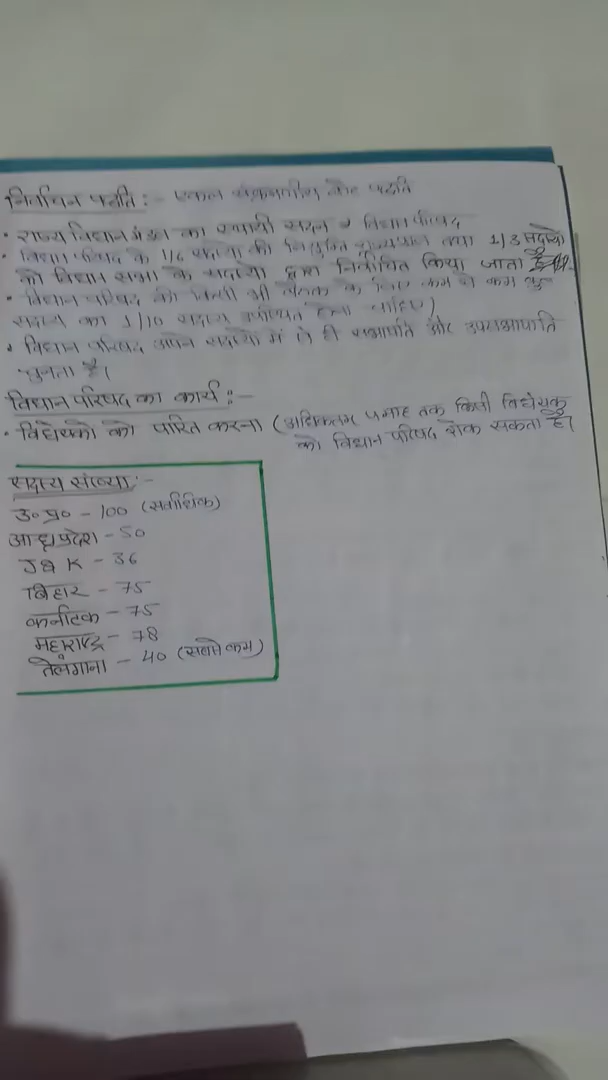 निर्वाचन पद्धति :- एकल संक्रमणीय वोट पद्धति
• राज्य विधान मंडल का स्थायी सदन विधान परिषद
• विधान परिषद के 1/6 सदस्यो की नियुक्ति राज्यपाल तथा 1/3 सदस्यो
को विधान सभा के सदस्यो द्वारा निर्वाचित किया जाता है
• विधान परिषद की किसी भी बैठक के लिए कम से कम कुल
सदस्य का 1/10 सदस्य उपस्थित होना चाहिए)
• विधान परिषद अपने सदस्यो में से ही सभापति और उपसभापति
चुनता है।
विधान परिषद का कार्य :-
• विधेयको को पारित करना (अधिकतम माह तक किसी विधेयक
को विधान परिषद रोक सकता है।
सदस्य संख्या :-
उ०प्र० - 100 (सर्वाधिक)
आन्ध्रप्रदेश - 50
J & K - 36
बिहार - 75
कर्नाटक - 75
महाराष्ट्र - 78
तेलंगाना - 40 (सबसे कम)